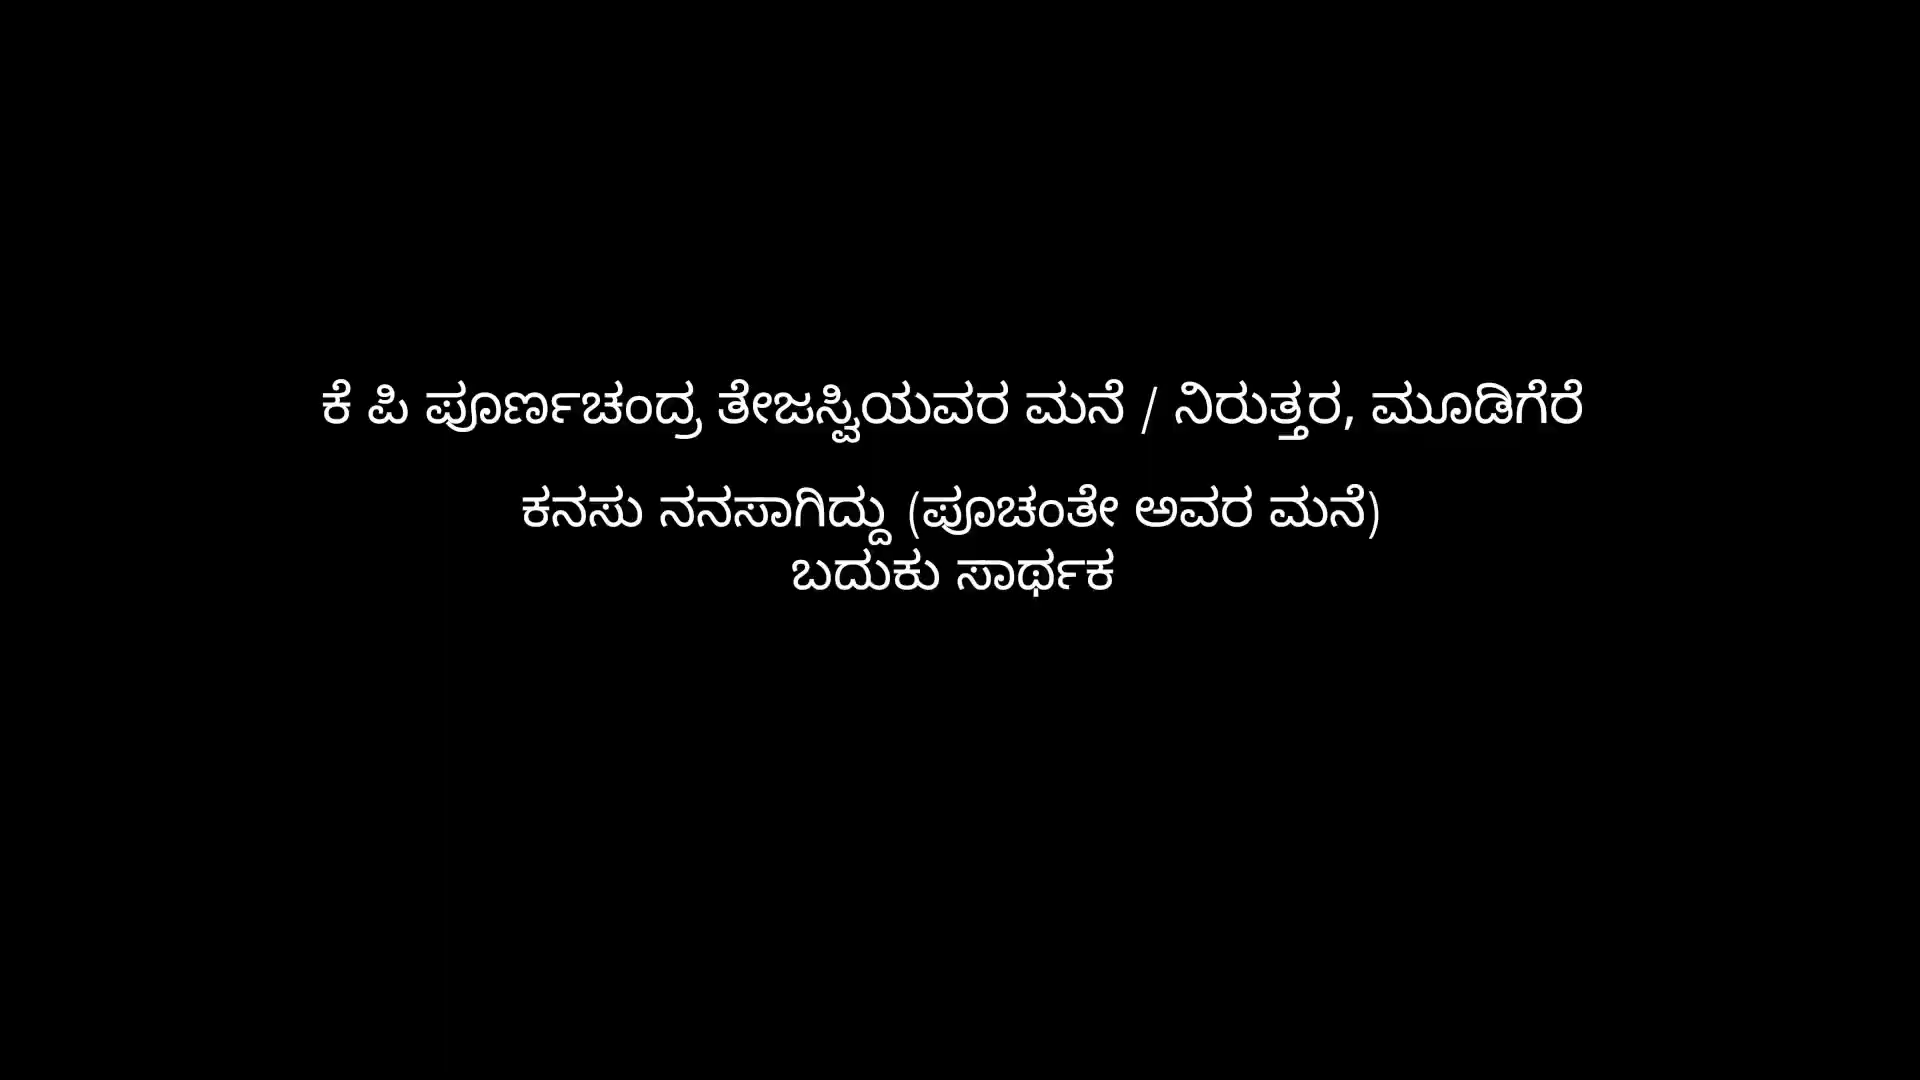 ಕೆ ಪಿ ಪೂರ್ಣಚಂದ್ರ ತೇಜಸ್ವಿಯವರ ಮನೆ / ನಿರುತ್ತರ, ಮೂಡಿಗೆರೆ
ಕನಸು ನನಸಾಗಿದ್ದು (ಪೂಚಂತೇ ಅವರ ಮನೆ)
ಬದುಕು ಸಾರ್ಥಕ